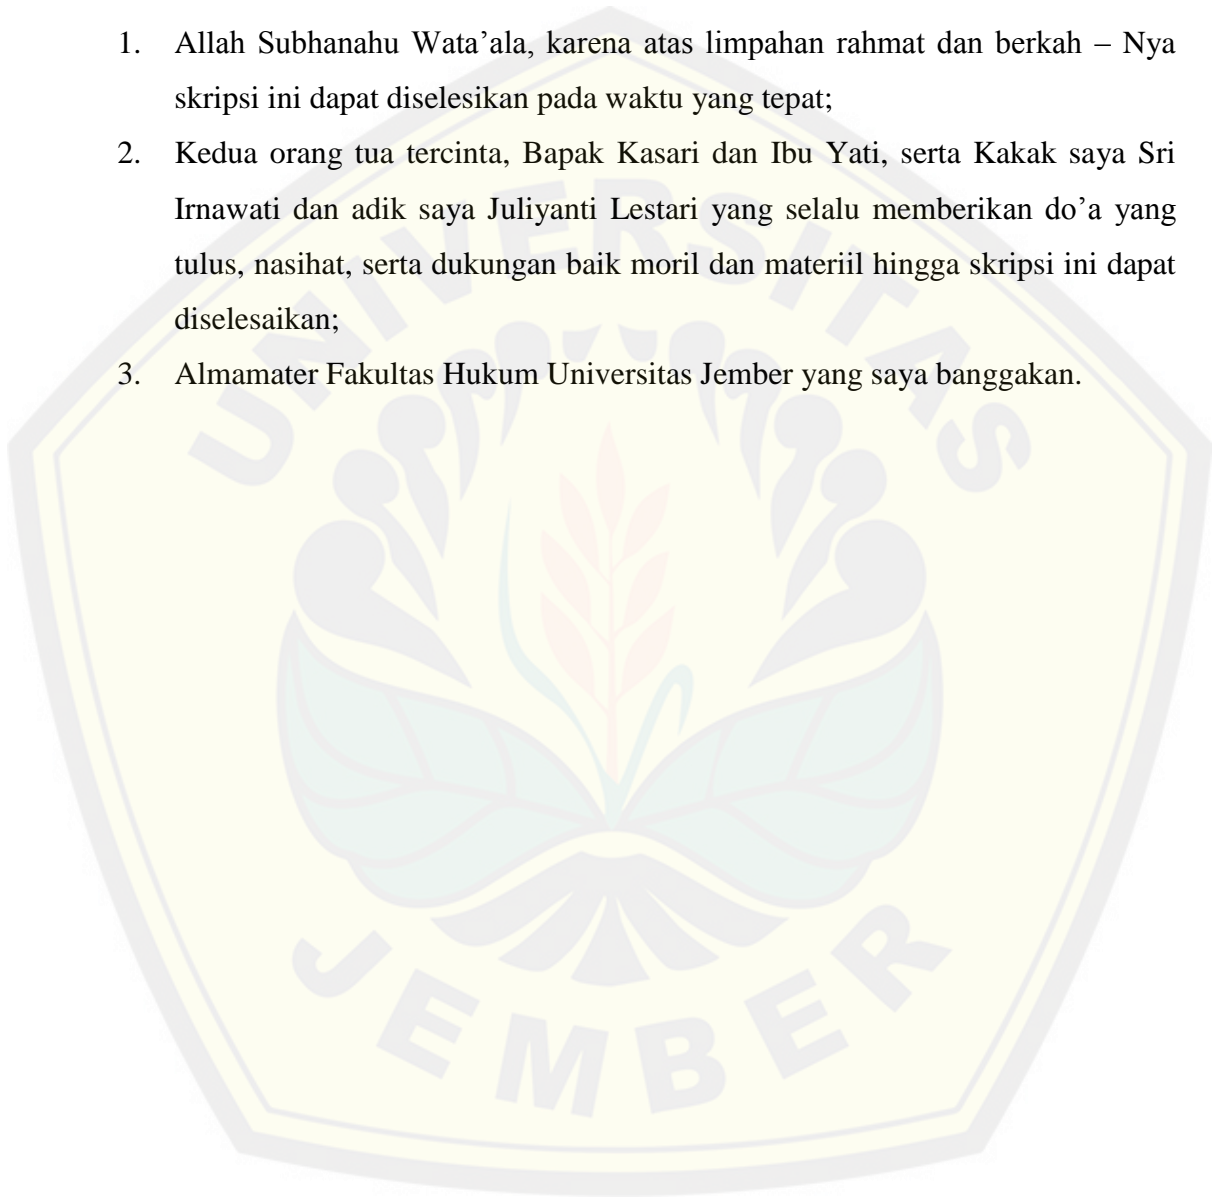 1. Allah Subhanahu Wata’ala, karena atas limpahan rahmat dan berkah – Nya
skripsi ini dapat diselesikan pada waktu yang tepat;
2. Kedua orang tua tercinta, Bapak Kasari dan Ibu Yati, serta Kakak saya Sri
Irnawati dan adik saya Juliyanti Lestari yang selalu memberikan do’a yang
tulus, nasihat, serta dukungan baik moril dan materiil hingga skripsi ini dapat
diselesaikan;
3. Almamater Fakultas Hukum Universitas Jember yang saya banggakan.
UNIVERSITAS
JEMBER